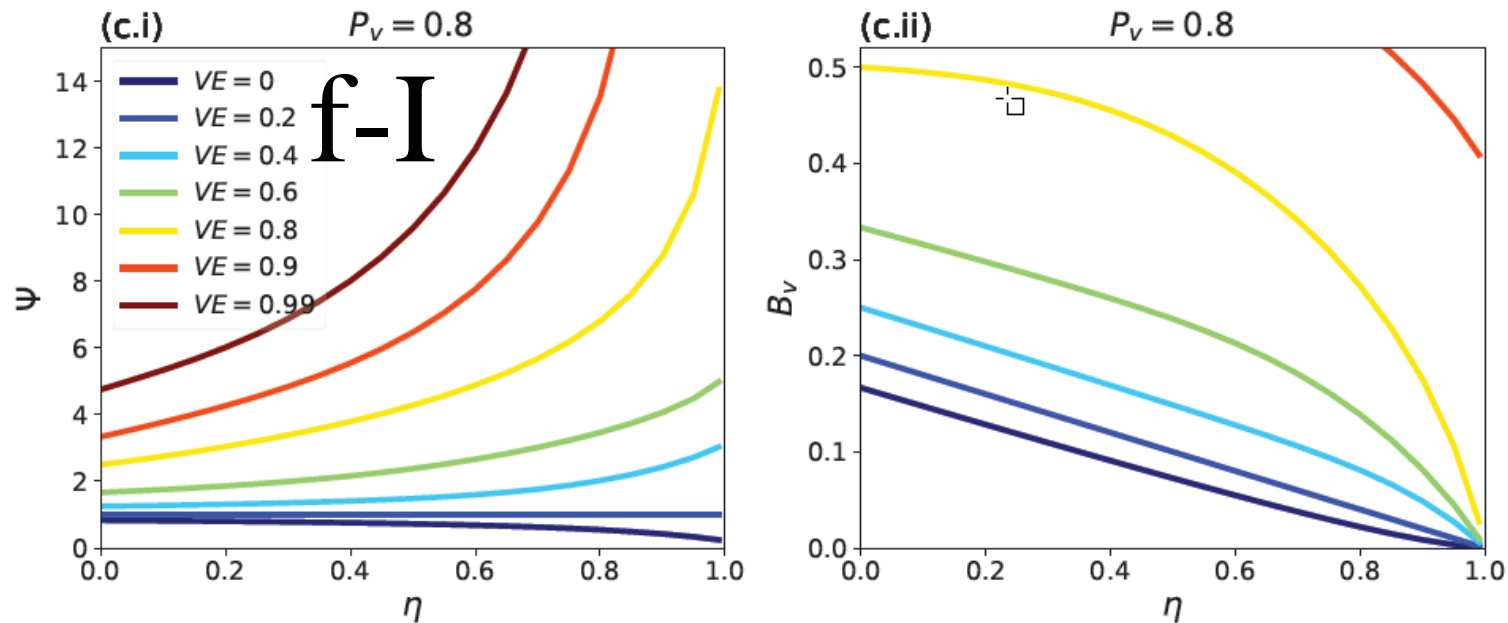 (c.i) P_v = 0.8
14
12
10
8
6
4
2
0
Ψ
VE = 0
VE = 0.2
VE = 0.4
VE = 0.6
VE = 0.8
VE = 0.9
VE = 0.99
f-I
0.0 0.2 0.4 0.6 0.8 1.0
η
(c.ii) P_v = 0.8
0.5
0.4
0.3
0.2
0.1
0.0
B_v
0.0 0.2 0.4 0.6 0.8 1.0
η